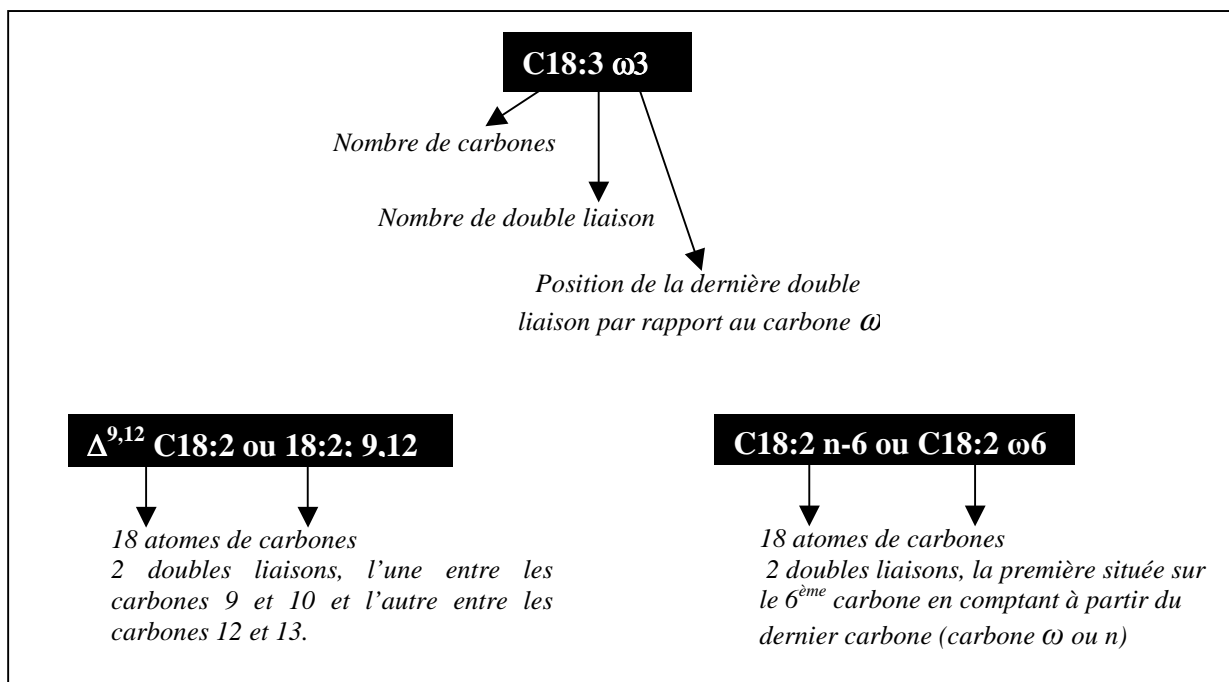 C18:3 ω3
Nombre de carbones
Nombre de double liaison
Position de la dernière double
liaison par rapport au carbone ω
Δ9,12 C18:2 ou 18:2; 9,12
18 atomes de carbones
2 doubles liaisons, l'une entre les
carbones 9 et 10 et l'autre entre les
carbones 12 et 13.
C18:2 n-6 ou C18:2 ω6
18 atomes de carbones
2 doubles liaisons, la première située sur
le 6ème carbone en comptant à partir du
dernier carbone (carbone ω ou n)